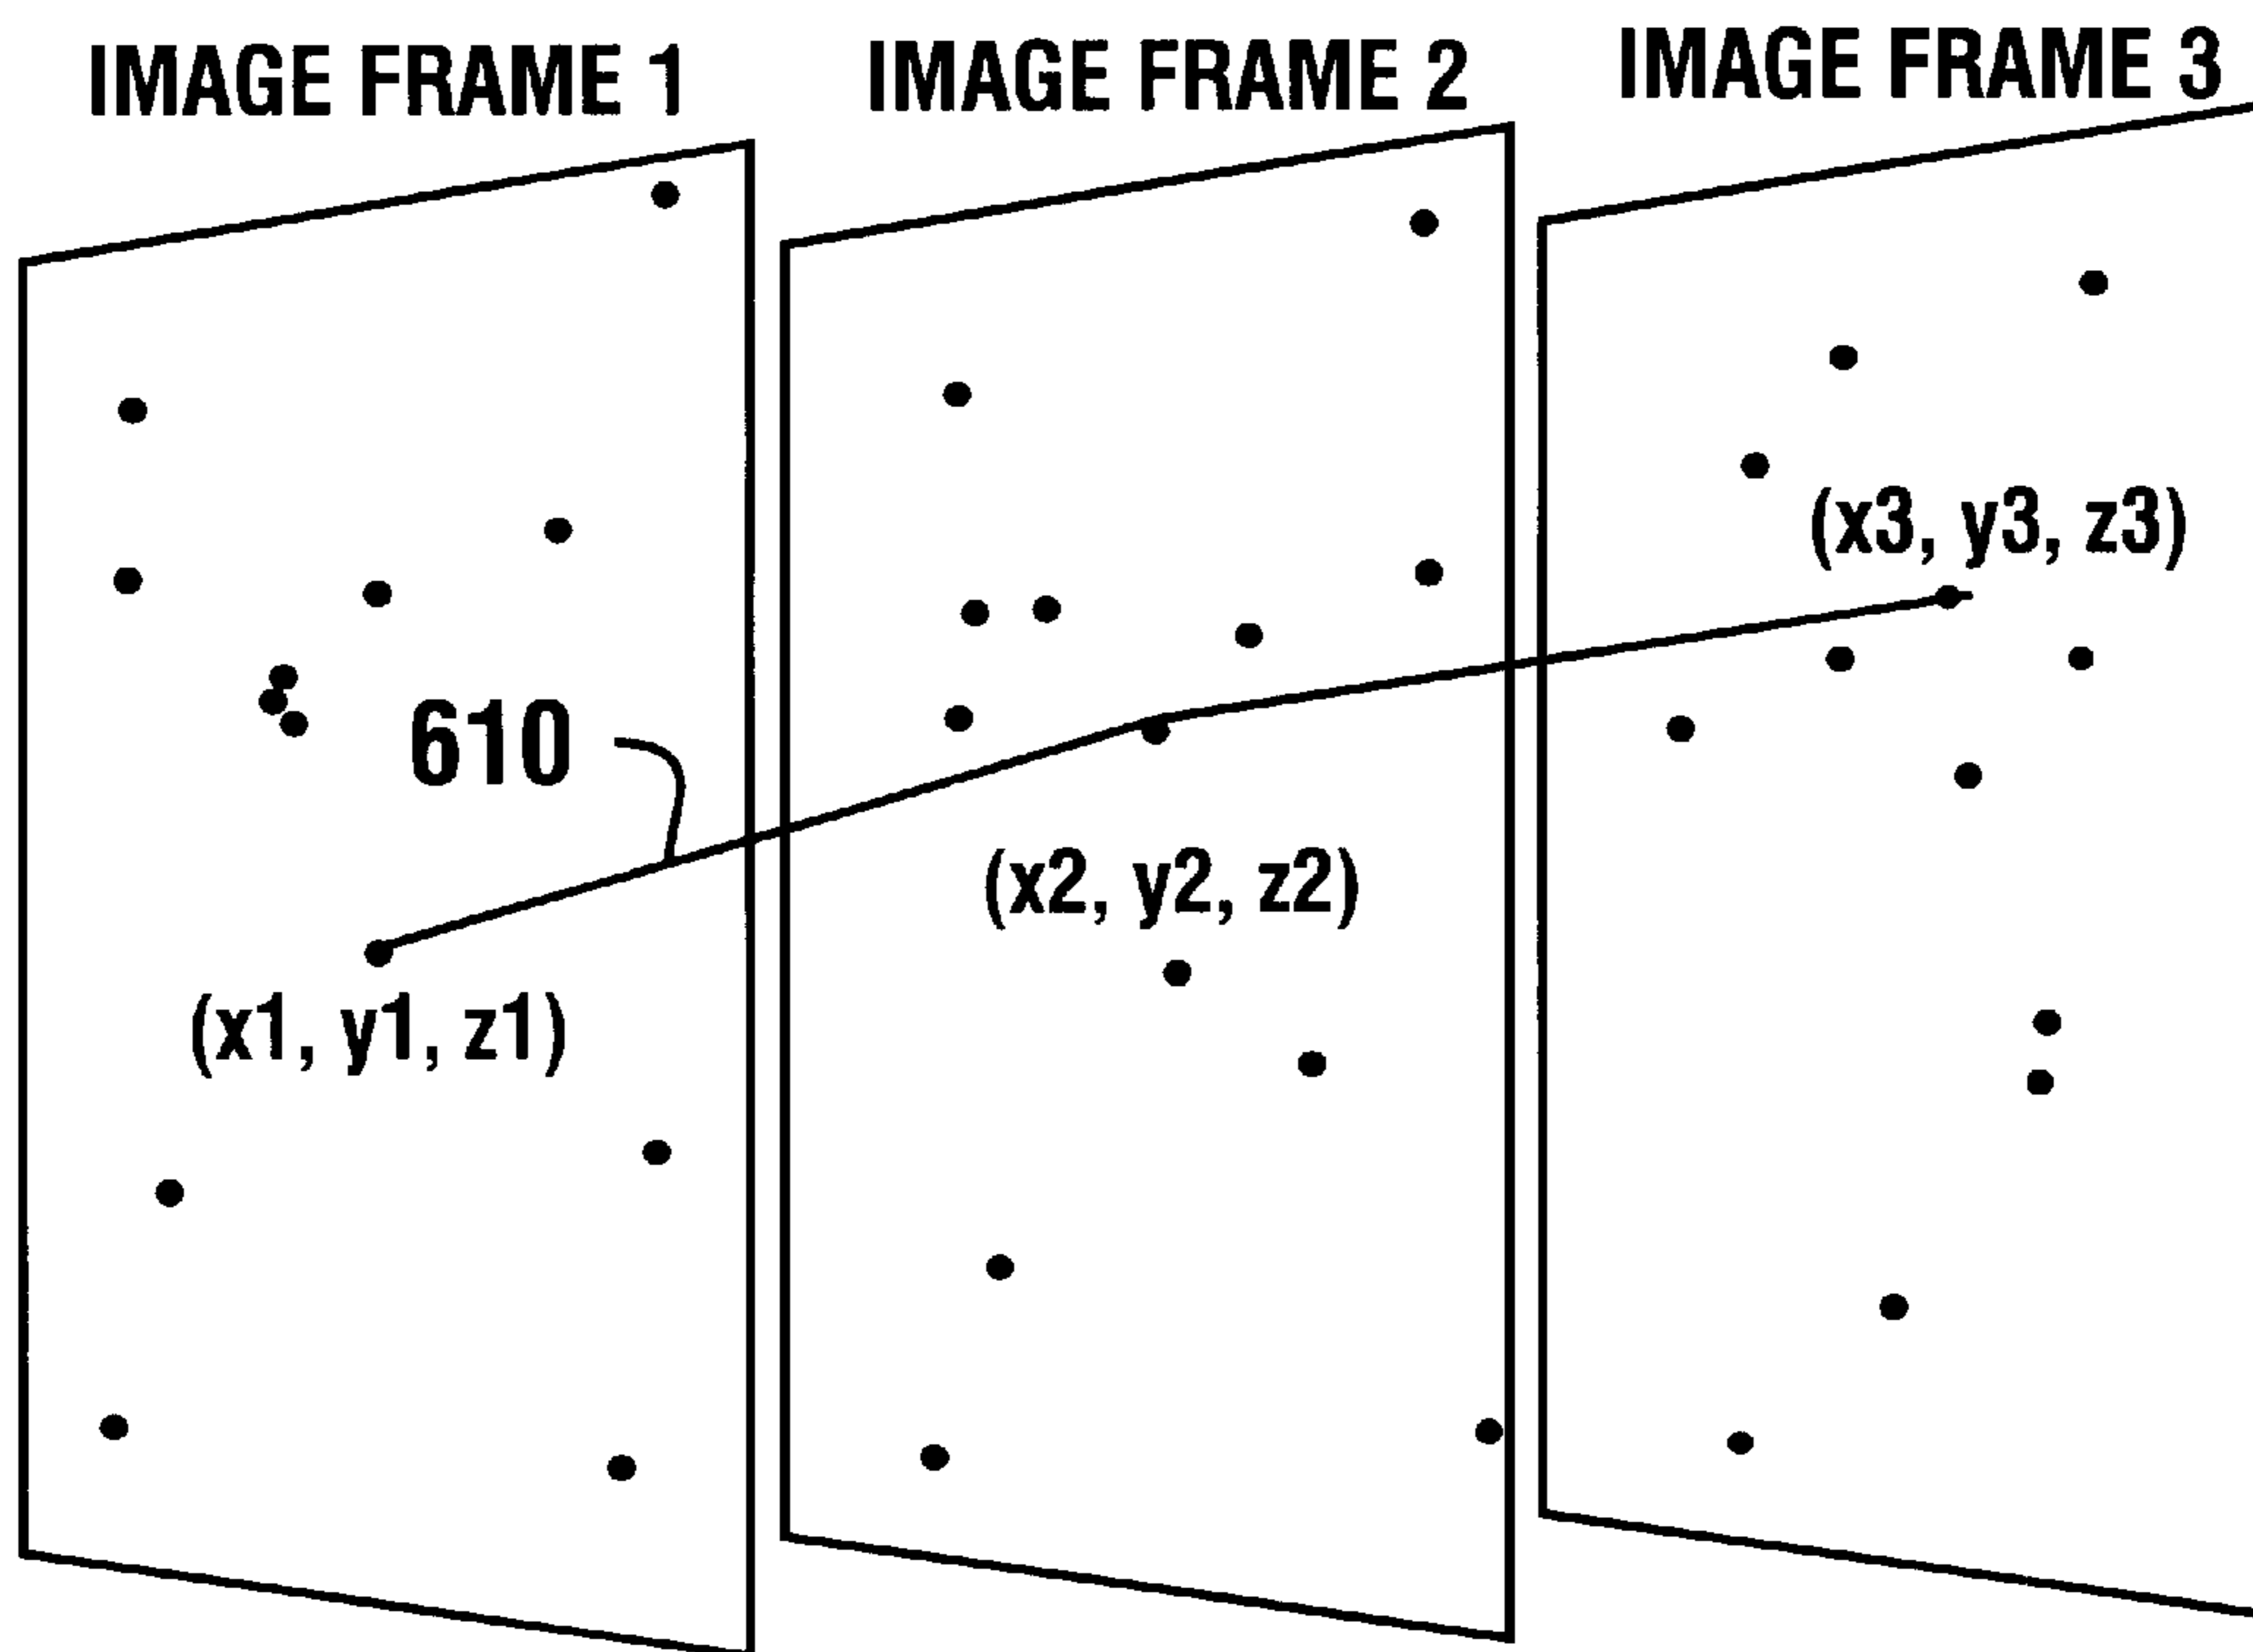 IMAGE FRAME 1
IMAGE FRAME 2
IMAGE FRAME 3
(x3, y3, z3)
610
(x2, y2, z2)
(x1, y1, z1)